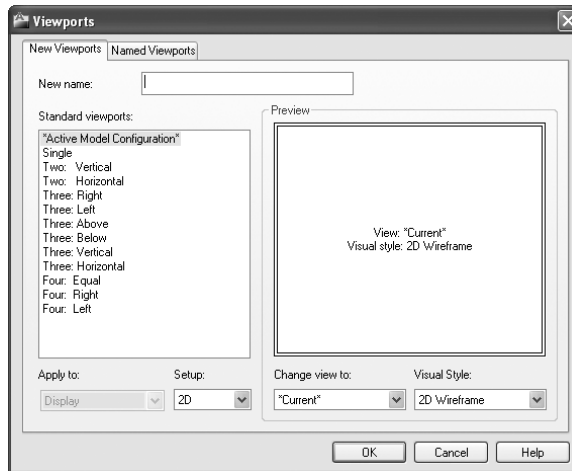 Viewports
New Viewports
Named Viewports
New name:
Standard viewports:
*Active Model Configuration*
Single
Two: Vertical
Two: Horizontal
Three: Right
Three: Left
Three: Above
Three: Below
Three: Vertical
Three: Horizontal
Four: Equal
Four: Right
Four: Left
Preview
View: *Current*
Visual style: 2D Wireframe
Apply to:
Setup:
Change view to:
Visual Style:
Display
2D
*Current*
2D Wireframe
OK
Cancel
Help